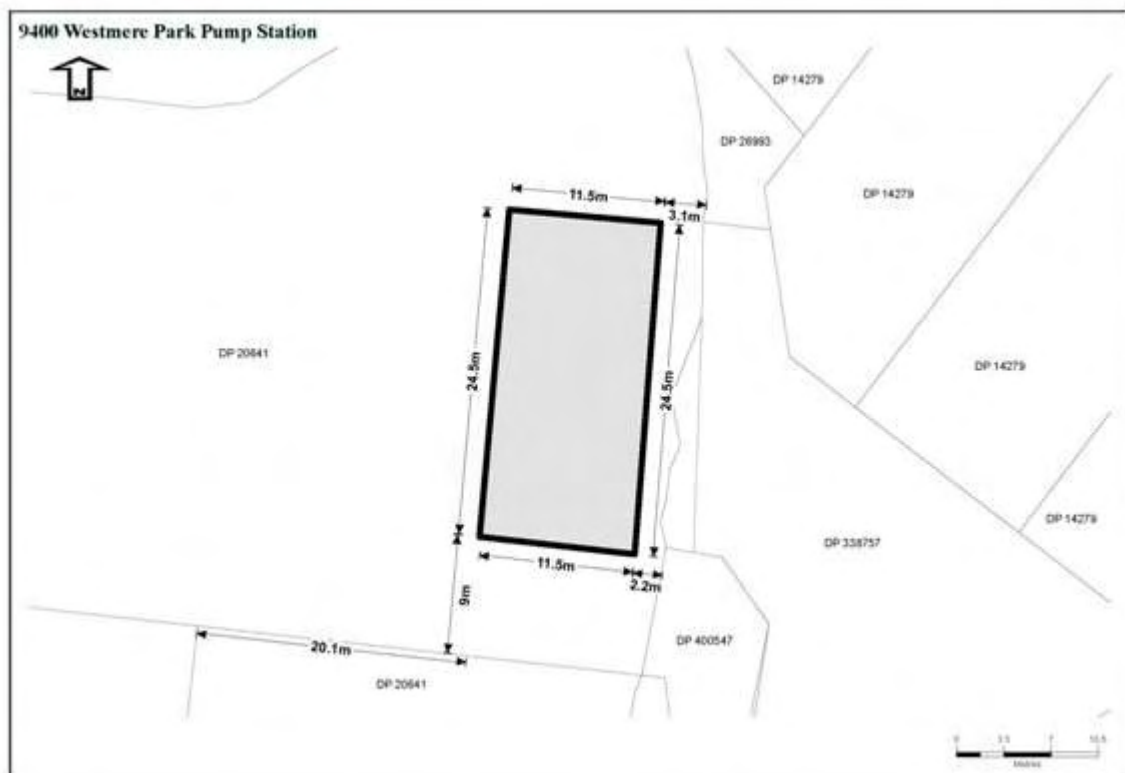 9400 Westmere Park Pump Station
N
DP 14279
DP 26993
11.5m
DP 14279
3.1m
DP 20641
24.5m
24.5m
DP 14279
DP 14279
DP 338757
11.5m
2.2m
9m
20.1m
DP 400547
DP 20641
0 3.5 7 10.5
Metres